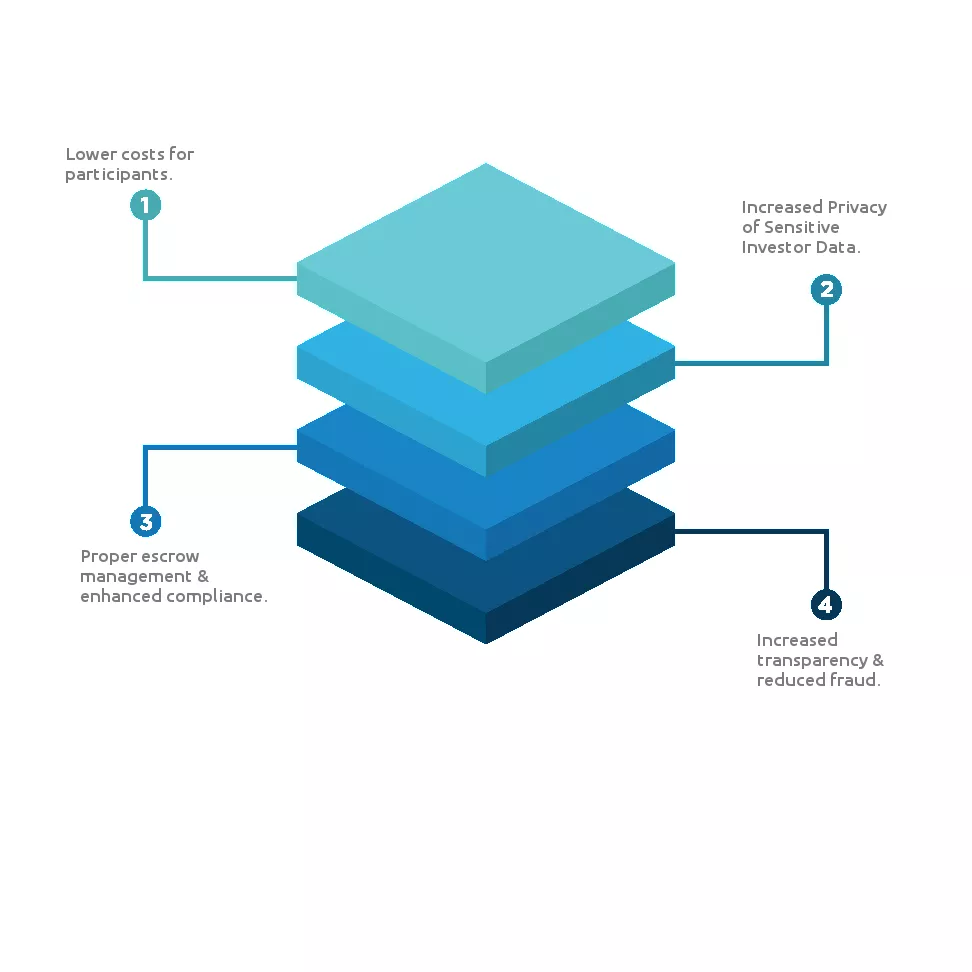 Lower costs for
participants.
1
Increased Privacy
of Sensitive
Investor Data.
2
3
Proper escrow
management &
enhanced compliance.
4
Increased
transparency &
reduced fraud.